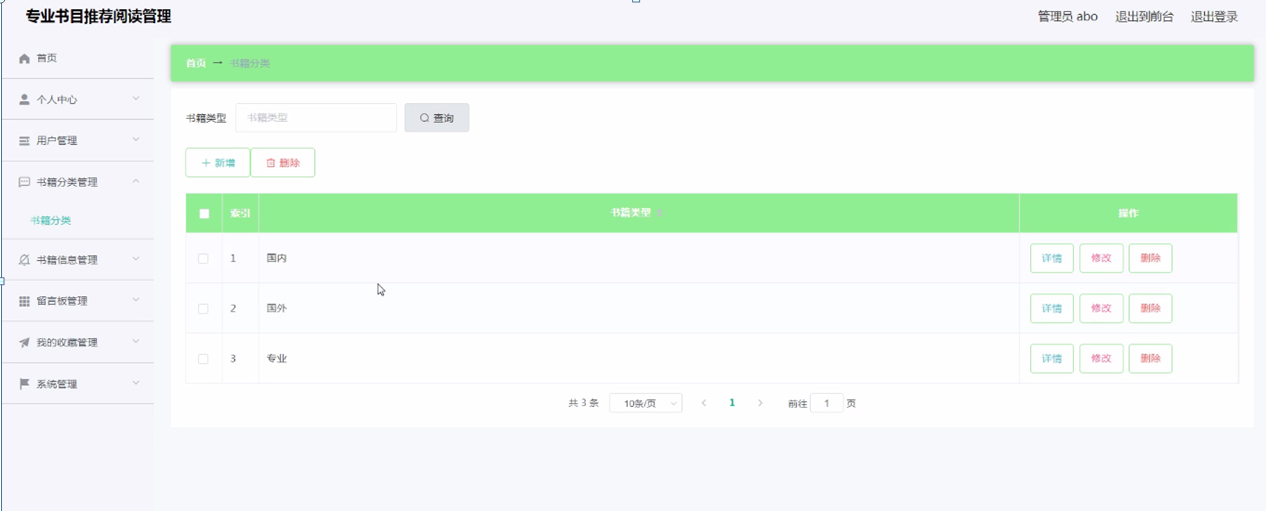 专业书目推荐阅读管理
管理员 abo 退出到前台 退出登录
首页
个人中心
用户管理
书籍分类管理
书籍分类
书籍信息管理
留言板管理
我的收藏管理
系统管理
首页 → 书籍分类
书籍类型 书籍类型 查询
+ 新增 删除
索引 书籍类型 操作
1 国内 详情 修改 删除
2 国外 详情 修改 删除
3 专业 详情 修改 删除
共 3 条 10条/页 < 1 > 前往 1 页